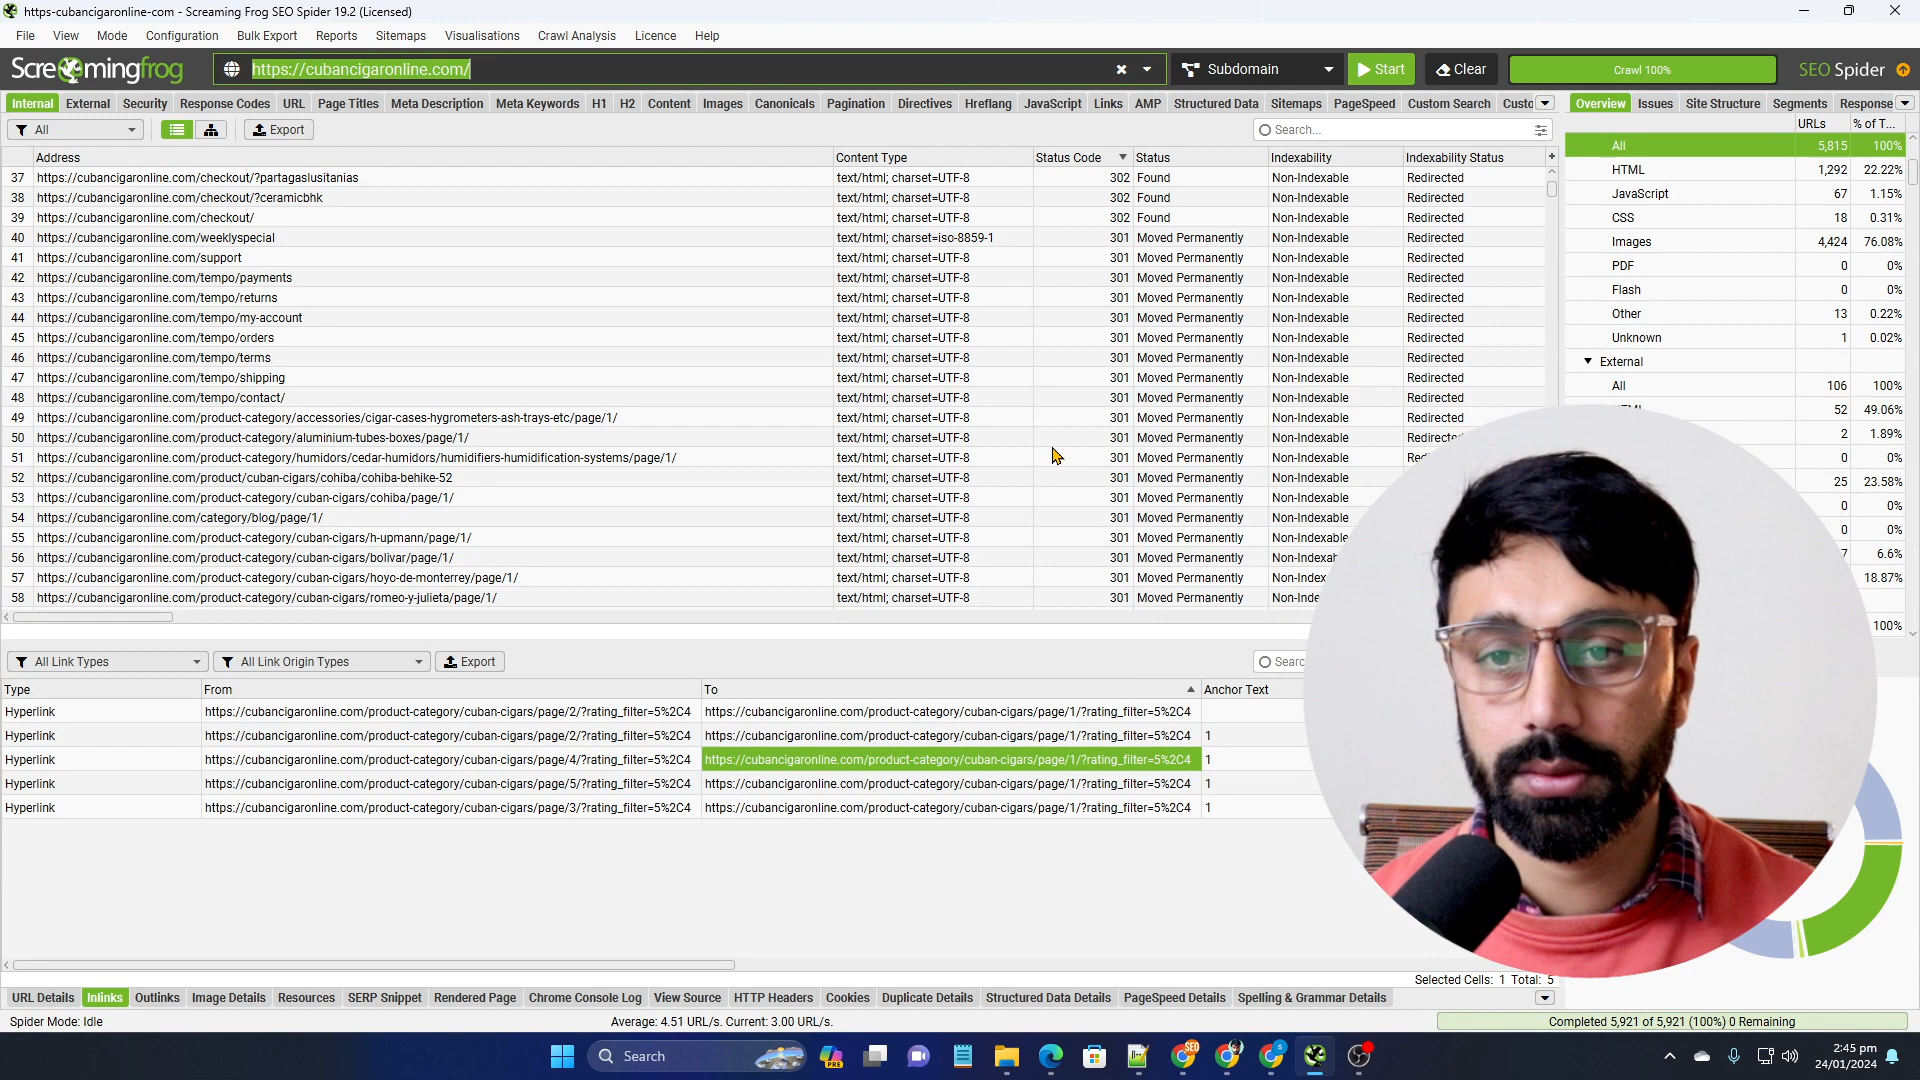 https-cubancigaronline-com - Screaming Frog SEO Spider 19.2 (Licensed)
File View Mode Configuration Bulk Export Reports Sitemaps Visualisations Crawl Analysis Licence Help
Screamingfrog https://cubancigaronline.com/ Subdomain Start Clear Crawl 100% SEO Spider
Internal External Security Response Codes URL Page Titles Meta Description Meta Keywords H1 H2 Content Images Canonicals Pagination Directives Hreflang JavaScript Links AMP Structured Data Sitemaps PageSpeed Custom Search Custo Overview Issues Site Structure Segments Response
All Export Search... URLs % of T...
Address Content Type Status Code Status Indexability Indexability Status +
37 https://cubancigaronline.com/checkout/?partagaslusitanias text/html; charset=UTF-8 302 Found Non-Indexable Redirected
38 https://cubancigaronline.com/checkout/?ceramicbhk text/html; charset=UTF-8 302 Found Non-Indexable Redirected
39 https://cubancigaronline.com/checkout/ text/html; charset=UTF-8 302 Found Non-Indexable Redirected
40 https://cubancigaronline.com/weeklyspecial text/html; charset=iso-8859-1 301 Moved Permanently Non-Indexable Redirected
41 https://cubancigaronline.com/support text/html; charset=UTF-8 301 Moved Permanently Non-Indexable Redirected
42 https://cubancigaronline.com/tempo/payments text/html; charset=UTF-8 301 Moved Permanently Non-Indexable Redirected
43 https://cubancigaronline.com/tempo/returns text/html; charset=UTF-8 301 Moved Permanently Non-Indexable Redirected
44 https://cubancigaronline.com/tempo/my-account text/html; charset=UTF-8 301 Moved Permanently Non-Indexable Redirected
45 https://cubancigaronline.com/tempo/orders text/html; charset=UTF-8 301 Moved Permanently Non-Indexable Redirected
46 https://cubancigaronline.com/tempo/terms text/html; charset=UTF-8 301 Moved Permanently Non-Indexable Redirected
47 https://cubancigaronline.com/tempo/shipping text/html; charset=UTF-8 301 Moved Permanently Non-Indexable Redirected
48 https://cubancigaronline.com/tempo/contact/ text/html; charset=UTF-8 301 Moved Permanently Non-Indexable Redirected
49 https://cubancigaronline.com/product-category/accessories/cigar-cases-hygrometers-ash-trays-etc/page/1/ text/html; charset=UTF-8 301 Moved Permanently Non-Indexable Redirected
50 https://cubancigaronline.com/product-category/aluminium-tubes-boxes/page/1/ text/html; charset=UTF-8 301 Moved Permanently Non-Indexable Redirecte
51 https://cubancigaronline.com/product-category/humidors/cedar-humidors/humidifiers-humidification-systems/page/1/ text/html; charset=UTF-8 301 Moved Permanently Non-Indexable Re
52 https://cubancigaronline.com/product/cuban-cigars/cohiba/cohiba-behike-52 text/html; charset=UTF-8 301 Moved Permanently Non-Indexable
53 https://cubancigaronline.com/product-category/cuban-cigars/cohiba/page/1/ text/html; charset=UTF-8 301 Moved Permanently Non-Indexable
54 https://cubancigaronline.com/category/blog/page/1/ text/html; charset=UTF-8 301 Moved Permanently Non-Indexable
55 https://cubancigaronline.com/product-category/cuban-cigars/h-upmann/page/1/ text/html; charset=UTF-8 301 Moved Permanently Non-Indexable
56 https://cubancigaronline.com/product-category/cuban-cigars/bolivar/page/1/ text/html; charset=UTF-8 301 Moved Permanently Non-Indexab
57 https://cubancigaronline.com/product-category/cuban-cigars/hoyo-de-monterrey/page/1/ text/html; charset=UTF-8 301 Moved Permanently Non-Index
58 https://cubancigaronline.com/product-category/cuban-cigars/romeo-y-julieta/page/1/ text/html; charset=UTF-8 301 Moved Permanently Non-Inde
All 5,815 100%
HTML 1,292 22.22%
JavaScript 67 1.15%
CSS 18 0.31%
Images 4,424 76.08%
PDF 0 0%
Flash 0 0%
Other 13 0.22%
Unknown 1 0.02%
External
All 106 100%
HTML 52 49.06%
2 1.89%
0 0%
25 23.58%
0 0%
0 0%
7 6.6%
18.87%
100%
All Link Types All Link Origin Types Export Searc
Type From To Anchor Text
Hyperlink https://cubancigaronline.com/product-category/cuban-cigars/page/2/?rating_filter=5%2C4 https://cubancigaronline.com/product-category/cuban-cigars/page/1/?rating_filter=5%2C4
Hyperlink https://cubancigaronline.com/product-category/cuban-cigars/page/2/?rating_filter=5%2C4 https://cubancigaronline.com/product-category/cuban-cigars/page/1/?rating_filter=5%2C4 1
Hyperlink https://cubancigaronline.com/product-category/cuban-cigars/page/4/?rating_filter=5%2C4 https://cubancigaronline.com/product-category/cuban-cigars/page/1/?rating_filter=5%2C4 1
Hyperlink https://cubancigaronline.com/product-category/cuban-cigars/page/5/?rating_filter=5%2C4 https://cubancigaronline.com/product-category/cuban-cigars/page/1/?rating_filter=5%2C4 1
Hyperlink https://cubancigaronline.com/product-category/cuban-cigars/page/3/?rating_filter=5%2C4 https://cubancigaronline.com/product-category/cuban-cigars/page/1/?rating_filter=5%2C4 1
Selected Cells: 1 Total: 5
URL Details Inlinks Outlinks Image Details Resources SERP Snippet Rendered Page Chrome Console Log View Source HTTP Headers Cookies Duplicate Details Structured Data Details PageSpeed Details Spelling & Grammar Details
Spider Mode: Idle Average: 4.51 URL/s. Current: 3.00 URL/s. Completed 5,921 of 5,921 (100%) 0 Remaining
Search PRE SEO S 2:45 pm
24/01/2024